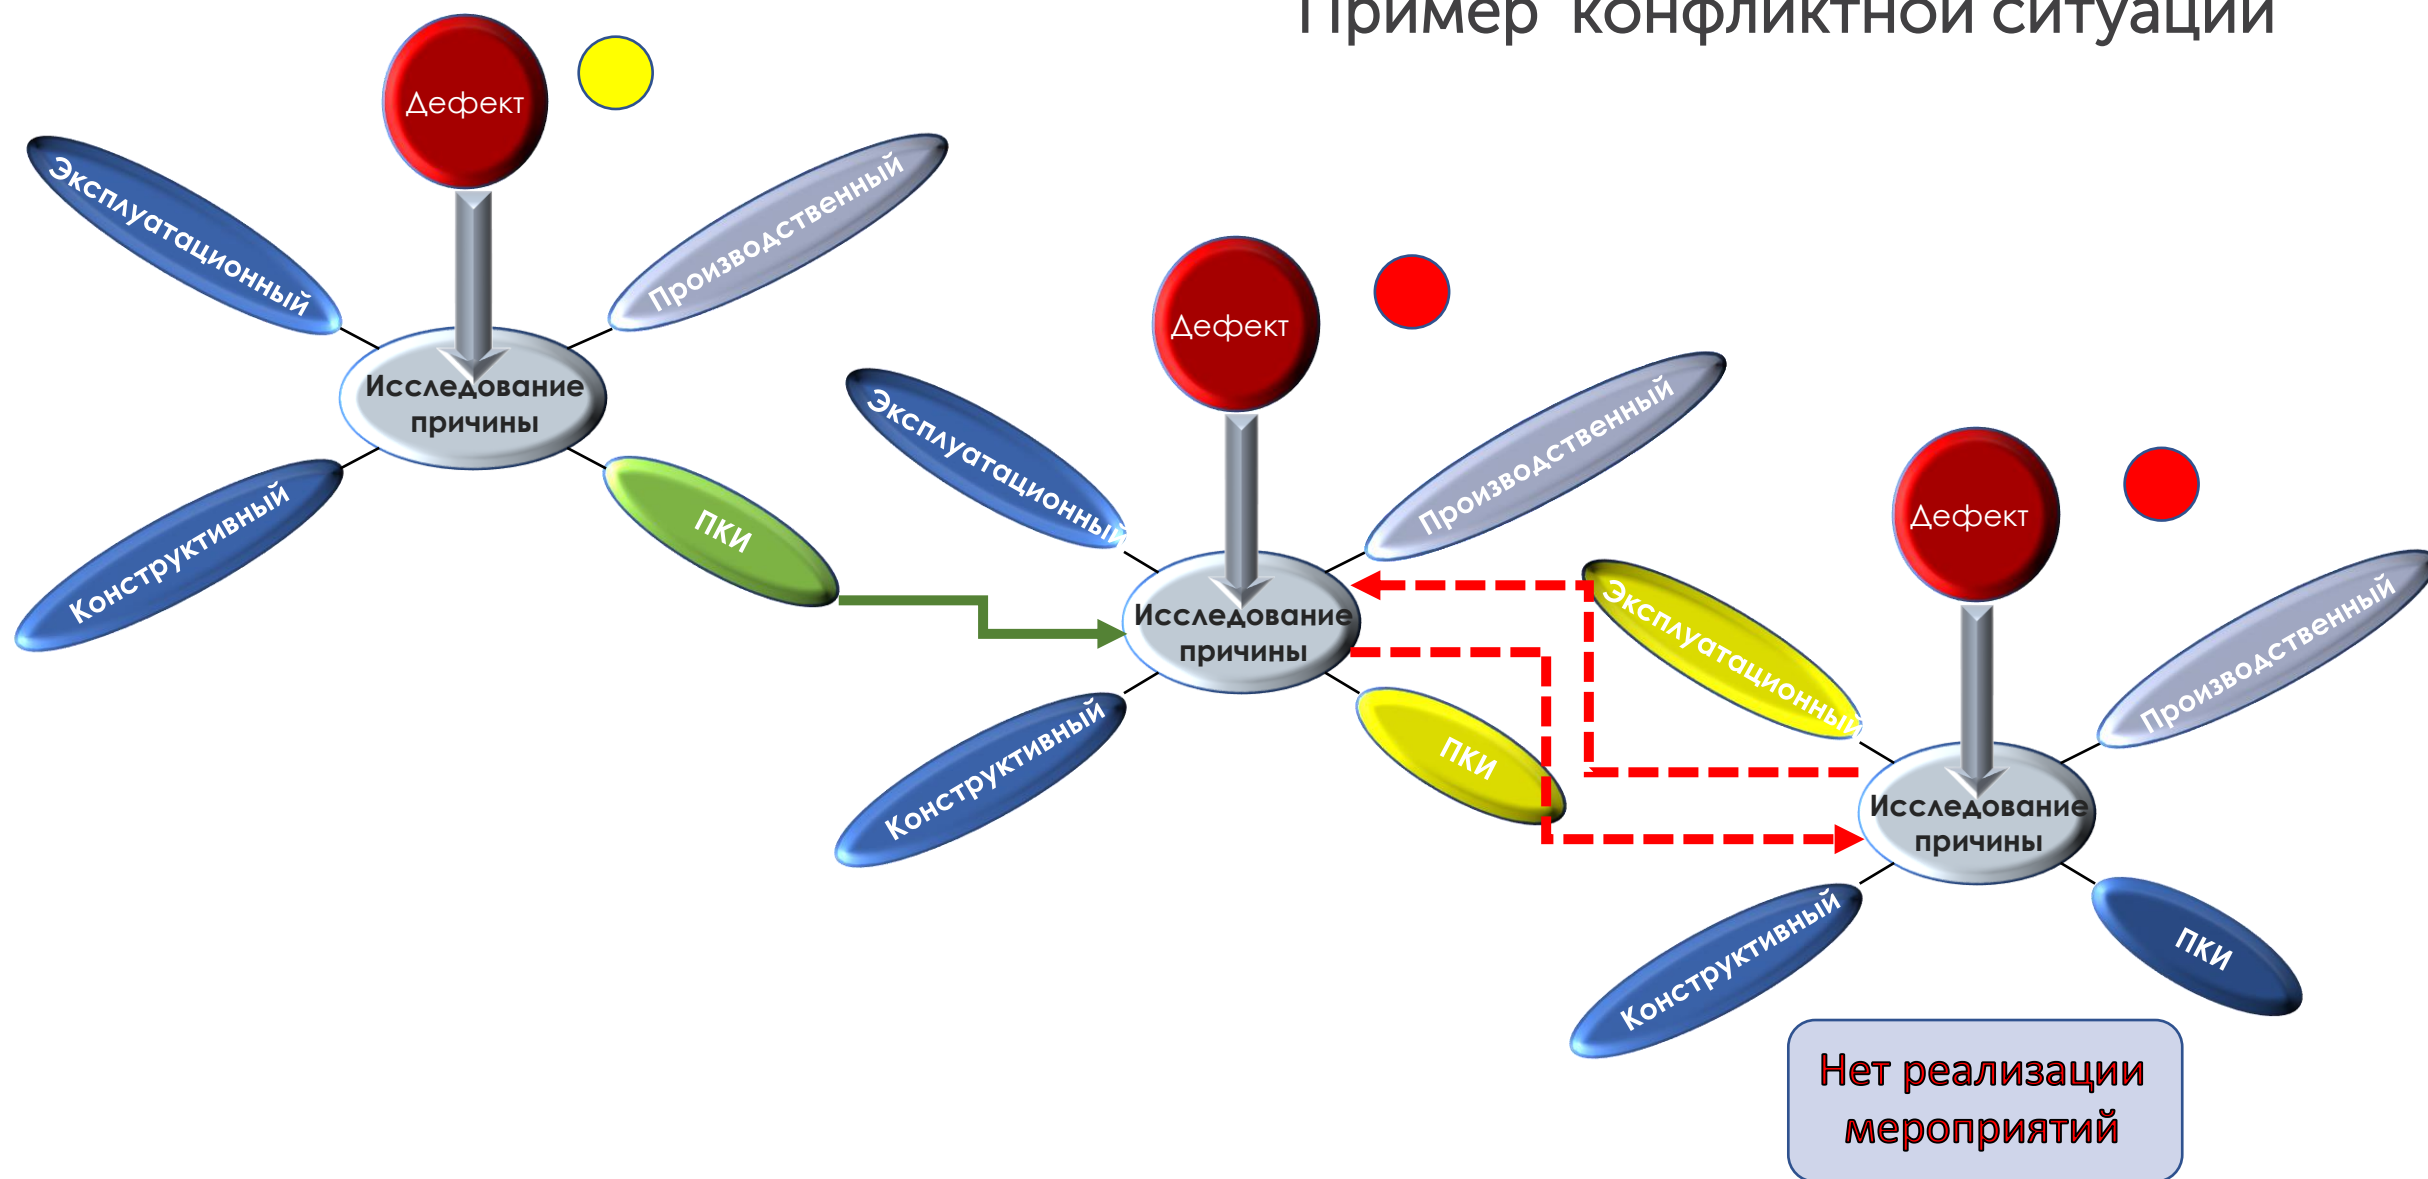 Пример конфликтной ситуации
Дефект
Эксплуатационный
Производственный
Исследование
причины
Конструктивный
ПКИ
Дефект
Эксплуатационный
Производственный
Исследование
причины
Конструктивный
ПКИ
Дефект
Эксплуатационный
Производственный
Исследование
причины
Конструктивный
ПКИ
Нет реализации
мероприятий